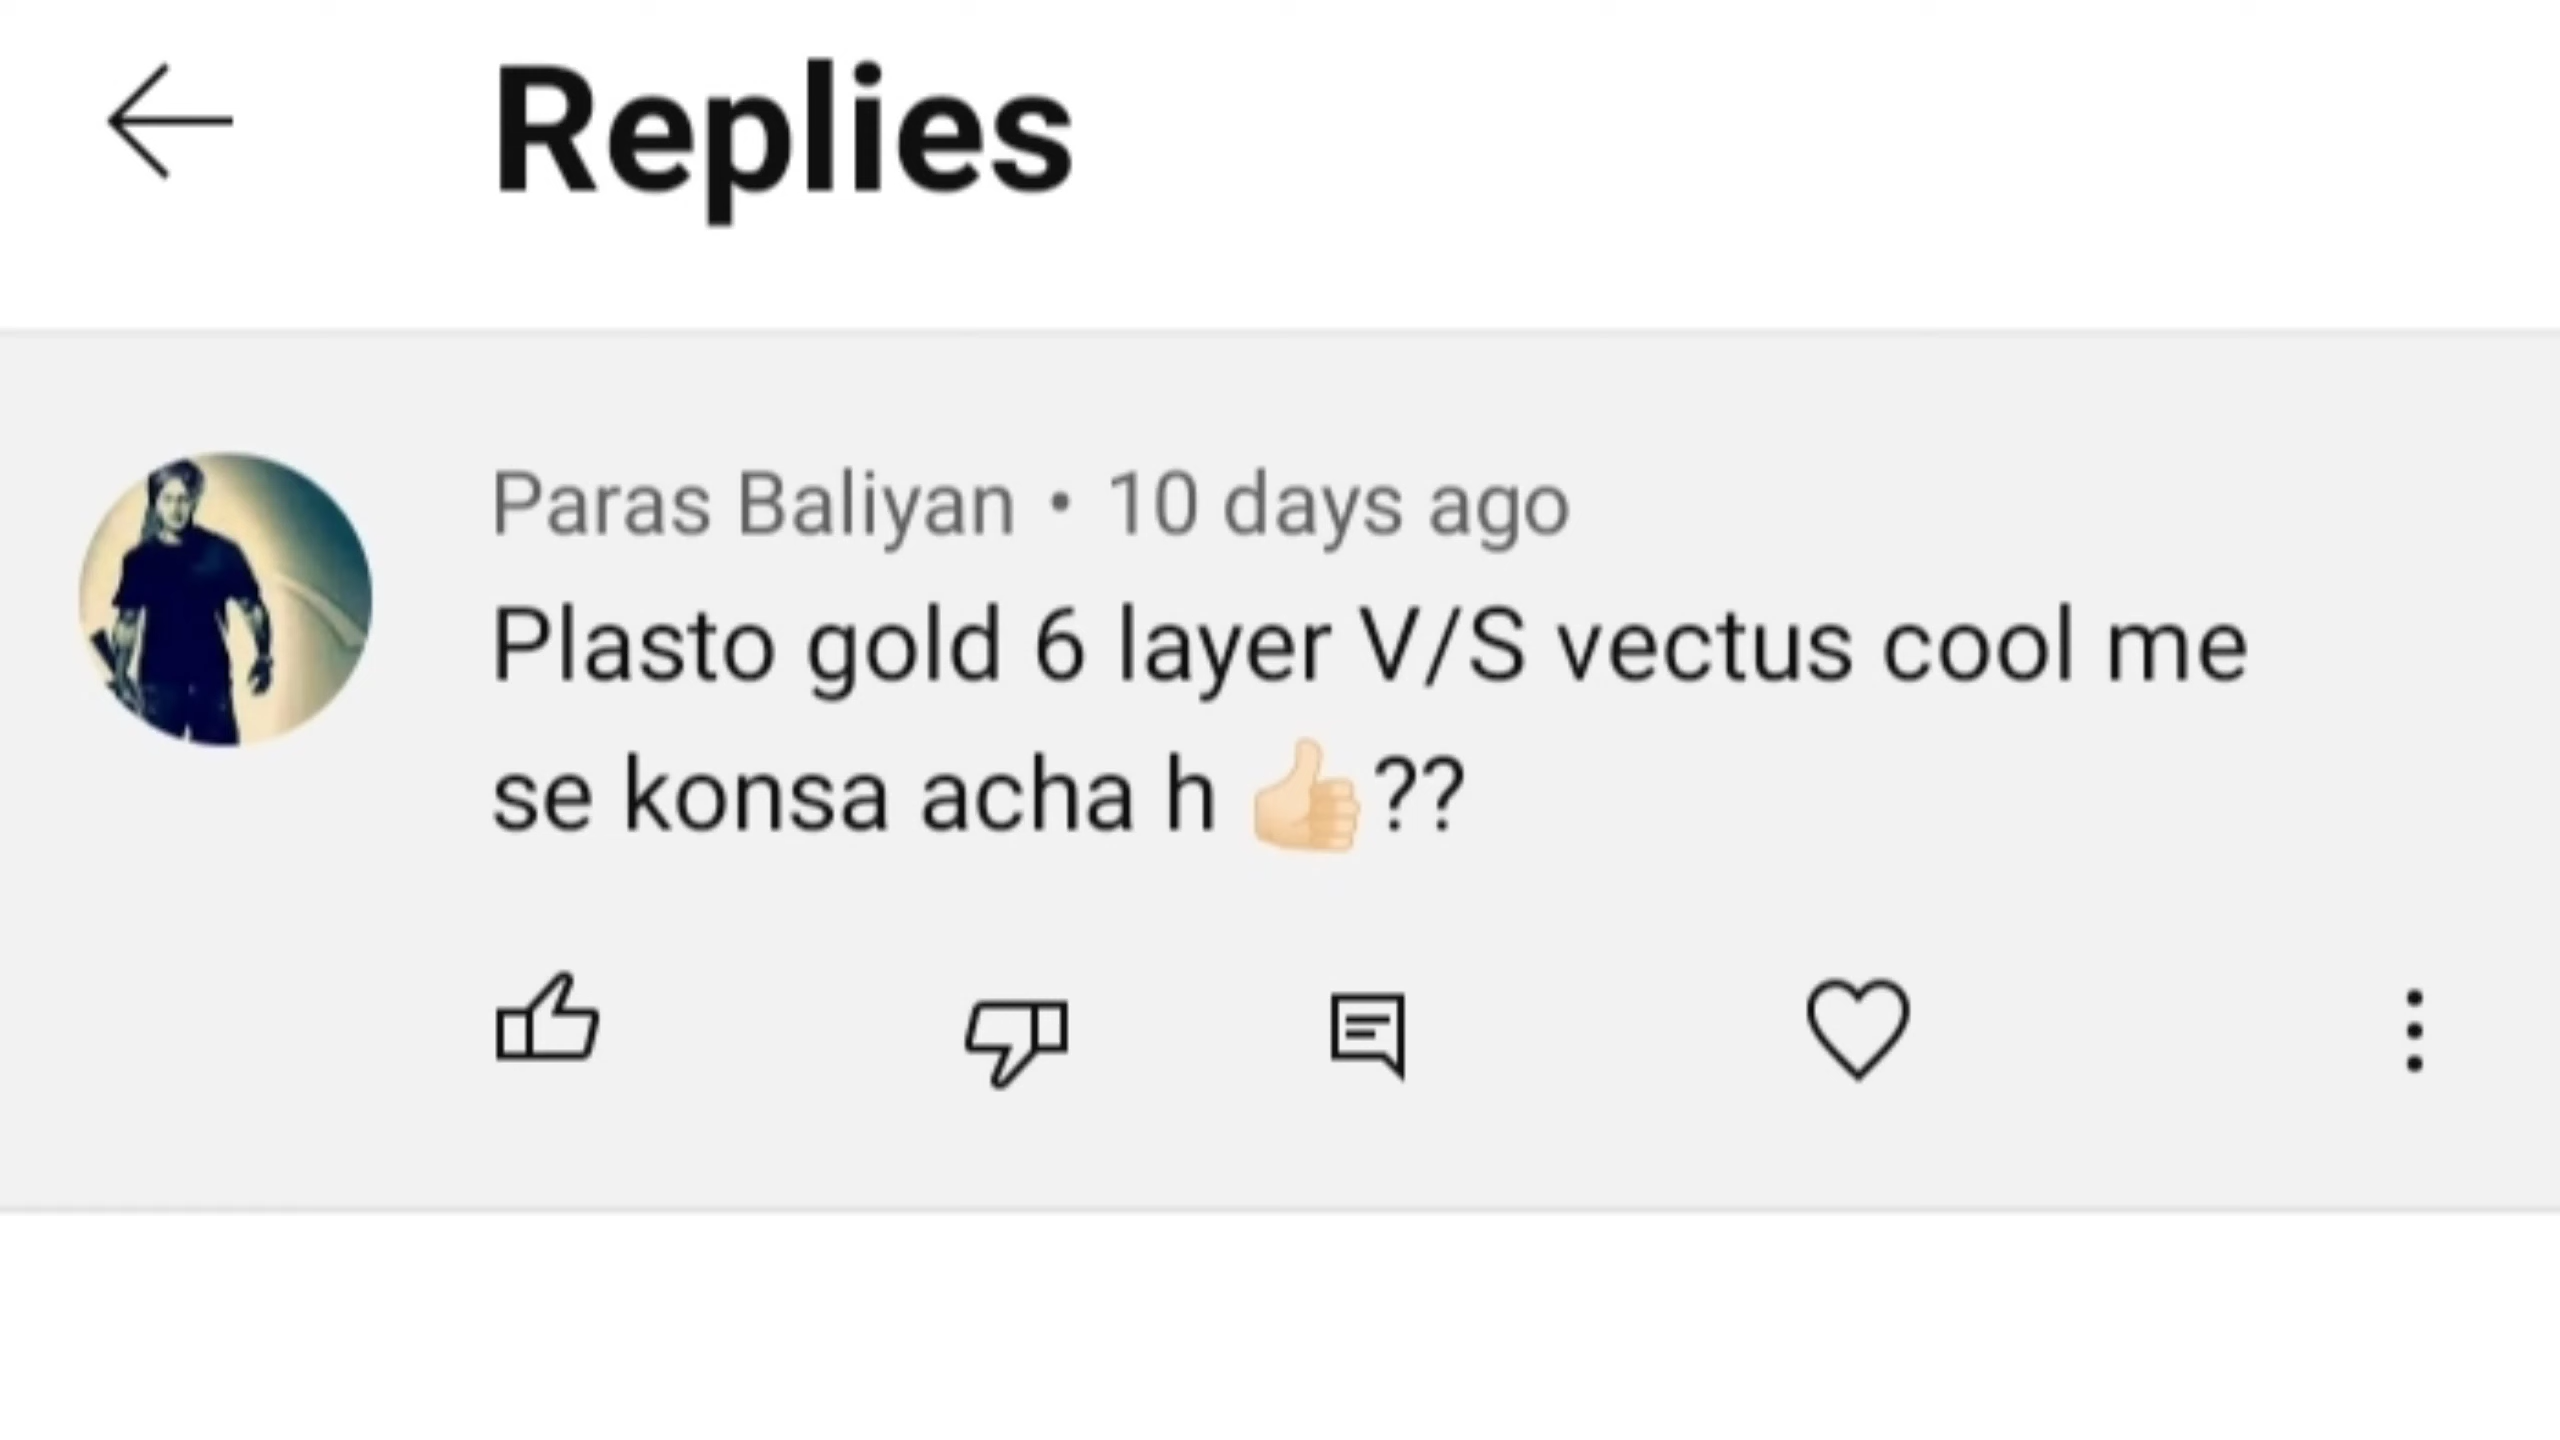 Replies
Paras Baliyan • 10 days ago
Plasto gold 6 layer V/S vectus cool me
se konsa acha h 👍🏻??